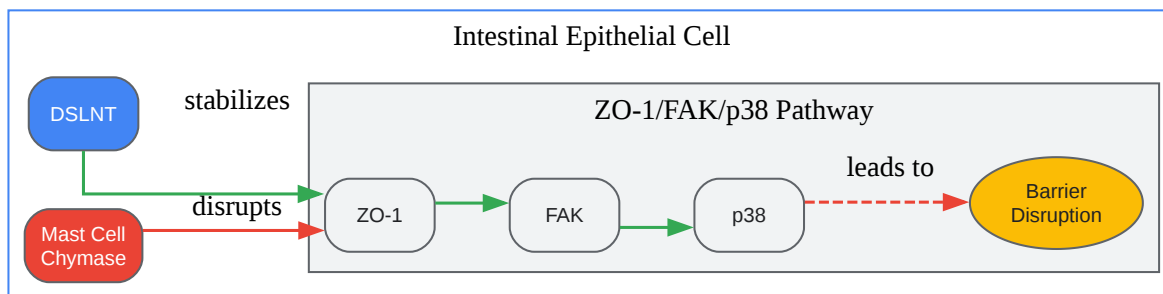 Intestinal Epithelial Cell
DSLNT
stabilizes
ZO-1/FAK/p38 Pathway
leads to
disrupts
ZO-1
FAK
p38
Barrier
Disruption
Mast Cell
Chymase